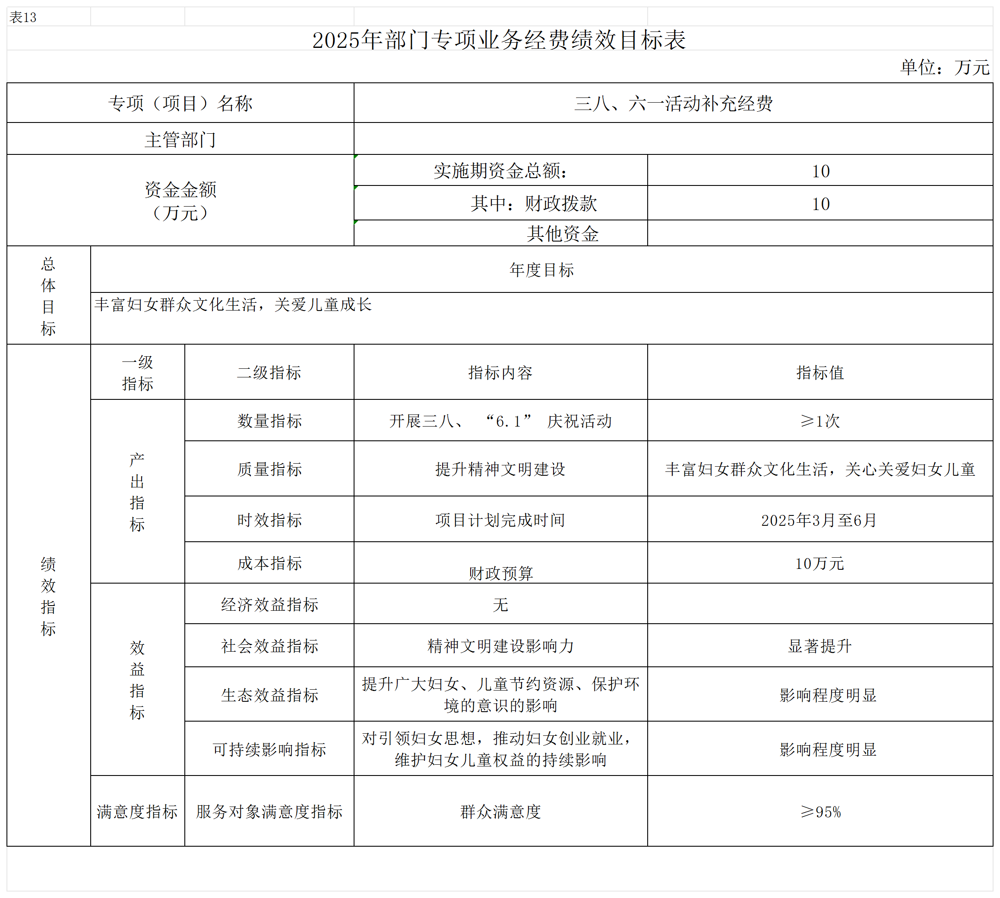 表13
2025年部门专项业务经费绩效目标表
单位：万元
专项（项目）名称 三八、六一活动补充经费
主管部门
资金金额
（万元）
实施期资金总额： 10
其中：财政拨款 10
其他资金
总体目标
年度目标
丰富妇女群众文化生活，关爱儿童成长
绩效指标
一级
指标
二级指标 指标内容 指标值
产出指标
数量指标 开展三八、 “6.1” 庆祝活动 ≥1次
质量指标 提升精神文明建设 丰富妇女群众文化生活，关心关爱妇女儿童
时效指标 项目计划完成时间 2025年3月至6月
成本指标 财政预算 10万元
效益指标
经济效益指标 无
社会效益指标 精神文明建设影响力 显著提升
生态效益指标 提升广大妇女、儿童节约资源、保护环
境的意识的影响 影响程度明显
可持续影响指标 对引领妇女思想，推动妇女创业就业，
维护妇女儿童权益的持续影响 影响程度明显
满意度指标 服务对象满意度指标 群众满意度 ≥95%